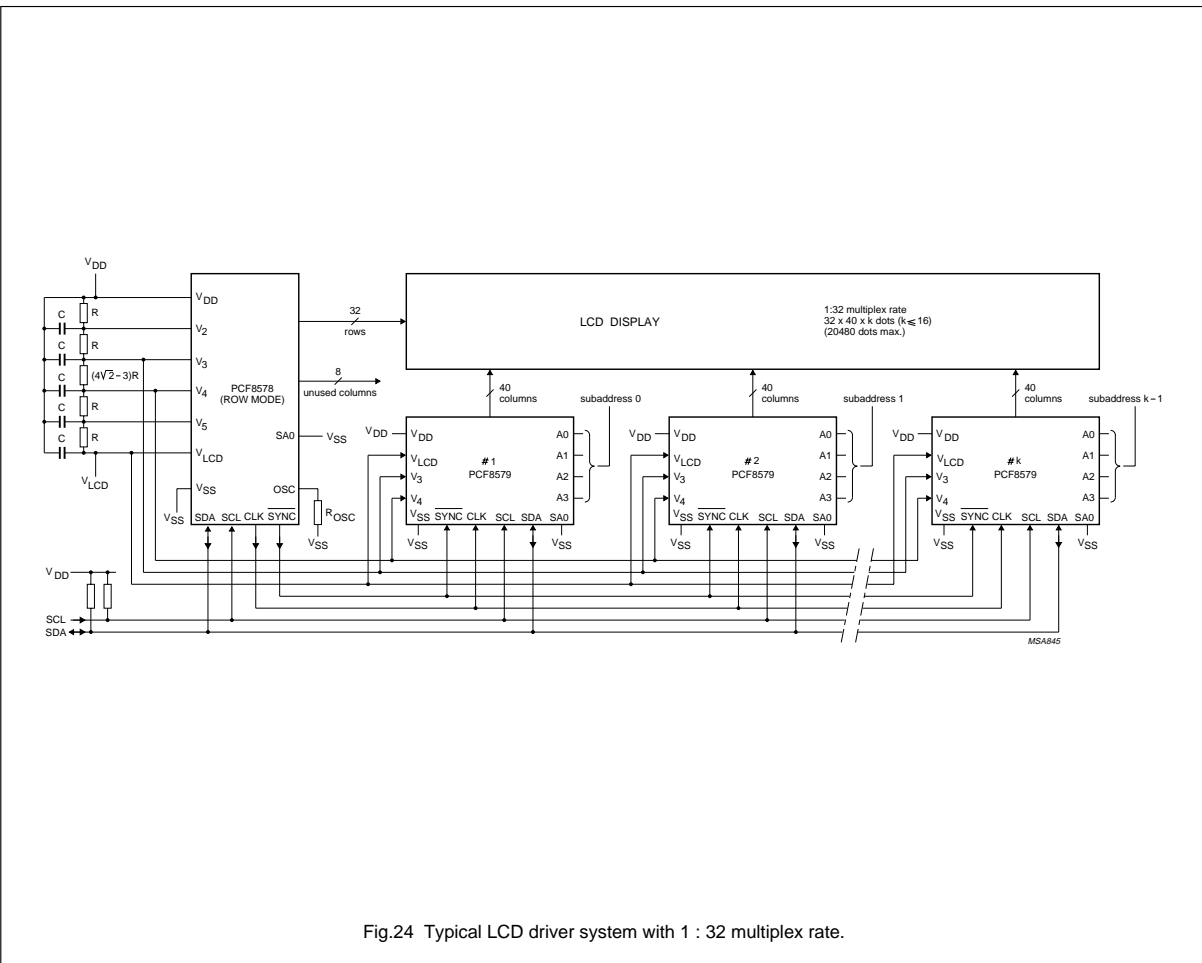 VDD
C
R
C
R
C
(4√2−3)R
C
R
C
R
VLCD
VDD
V2
V3
V4
V5
VLCD
VSS
PCF8578
(ROW MODE)
SA0
VSS
OSC
ROSC
VSS
VSS
SDA SCL CLK SYNC
32
rows
8
unused columns
LCD DISPLAY
1:32 multiplex rate
32 x 40 x k dots (k⩽16)
(20480 dots max.)
40
columns
subaddress 0
VDD
VDD
VLCD
V3
V4
VSS SYNC CLK SCL SDA SA0
#1
PCF8579
A0
A1
A2
A3
VSS
VSS
40
columns
subaddress 1
VDD
VDD
VLCD
V3
V4
VSS SYNC CLK SCL SDA SA0
#2
PCF8579
A0
A1
A2
A3
VSS
VSS
40
columns
subaddress k−1
VDD
VDD
VLCD
V3
V4
VSS SYNC CLK SCL SDA SA0
#k
PCF8579
A0
A1
A2
A3
VSS
VSS
VDD
SCL
SDA
MSA845
Fig.24 Typical LCD driver system with 1 : 32 multiplex rate.